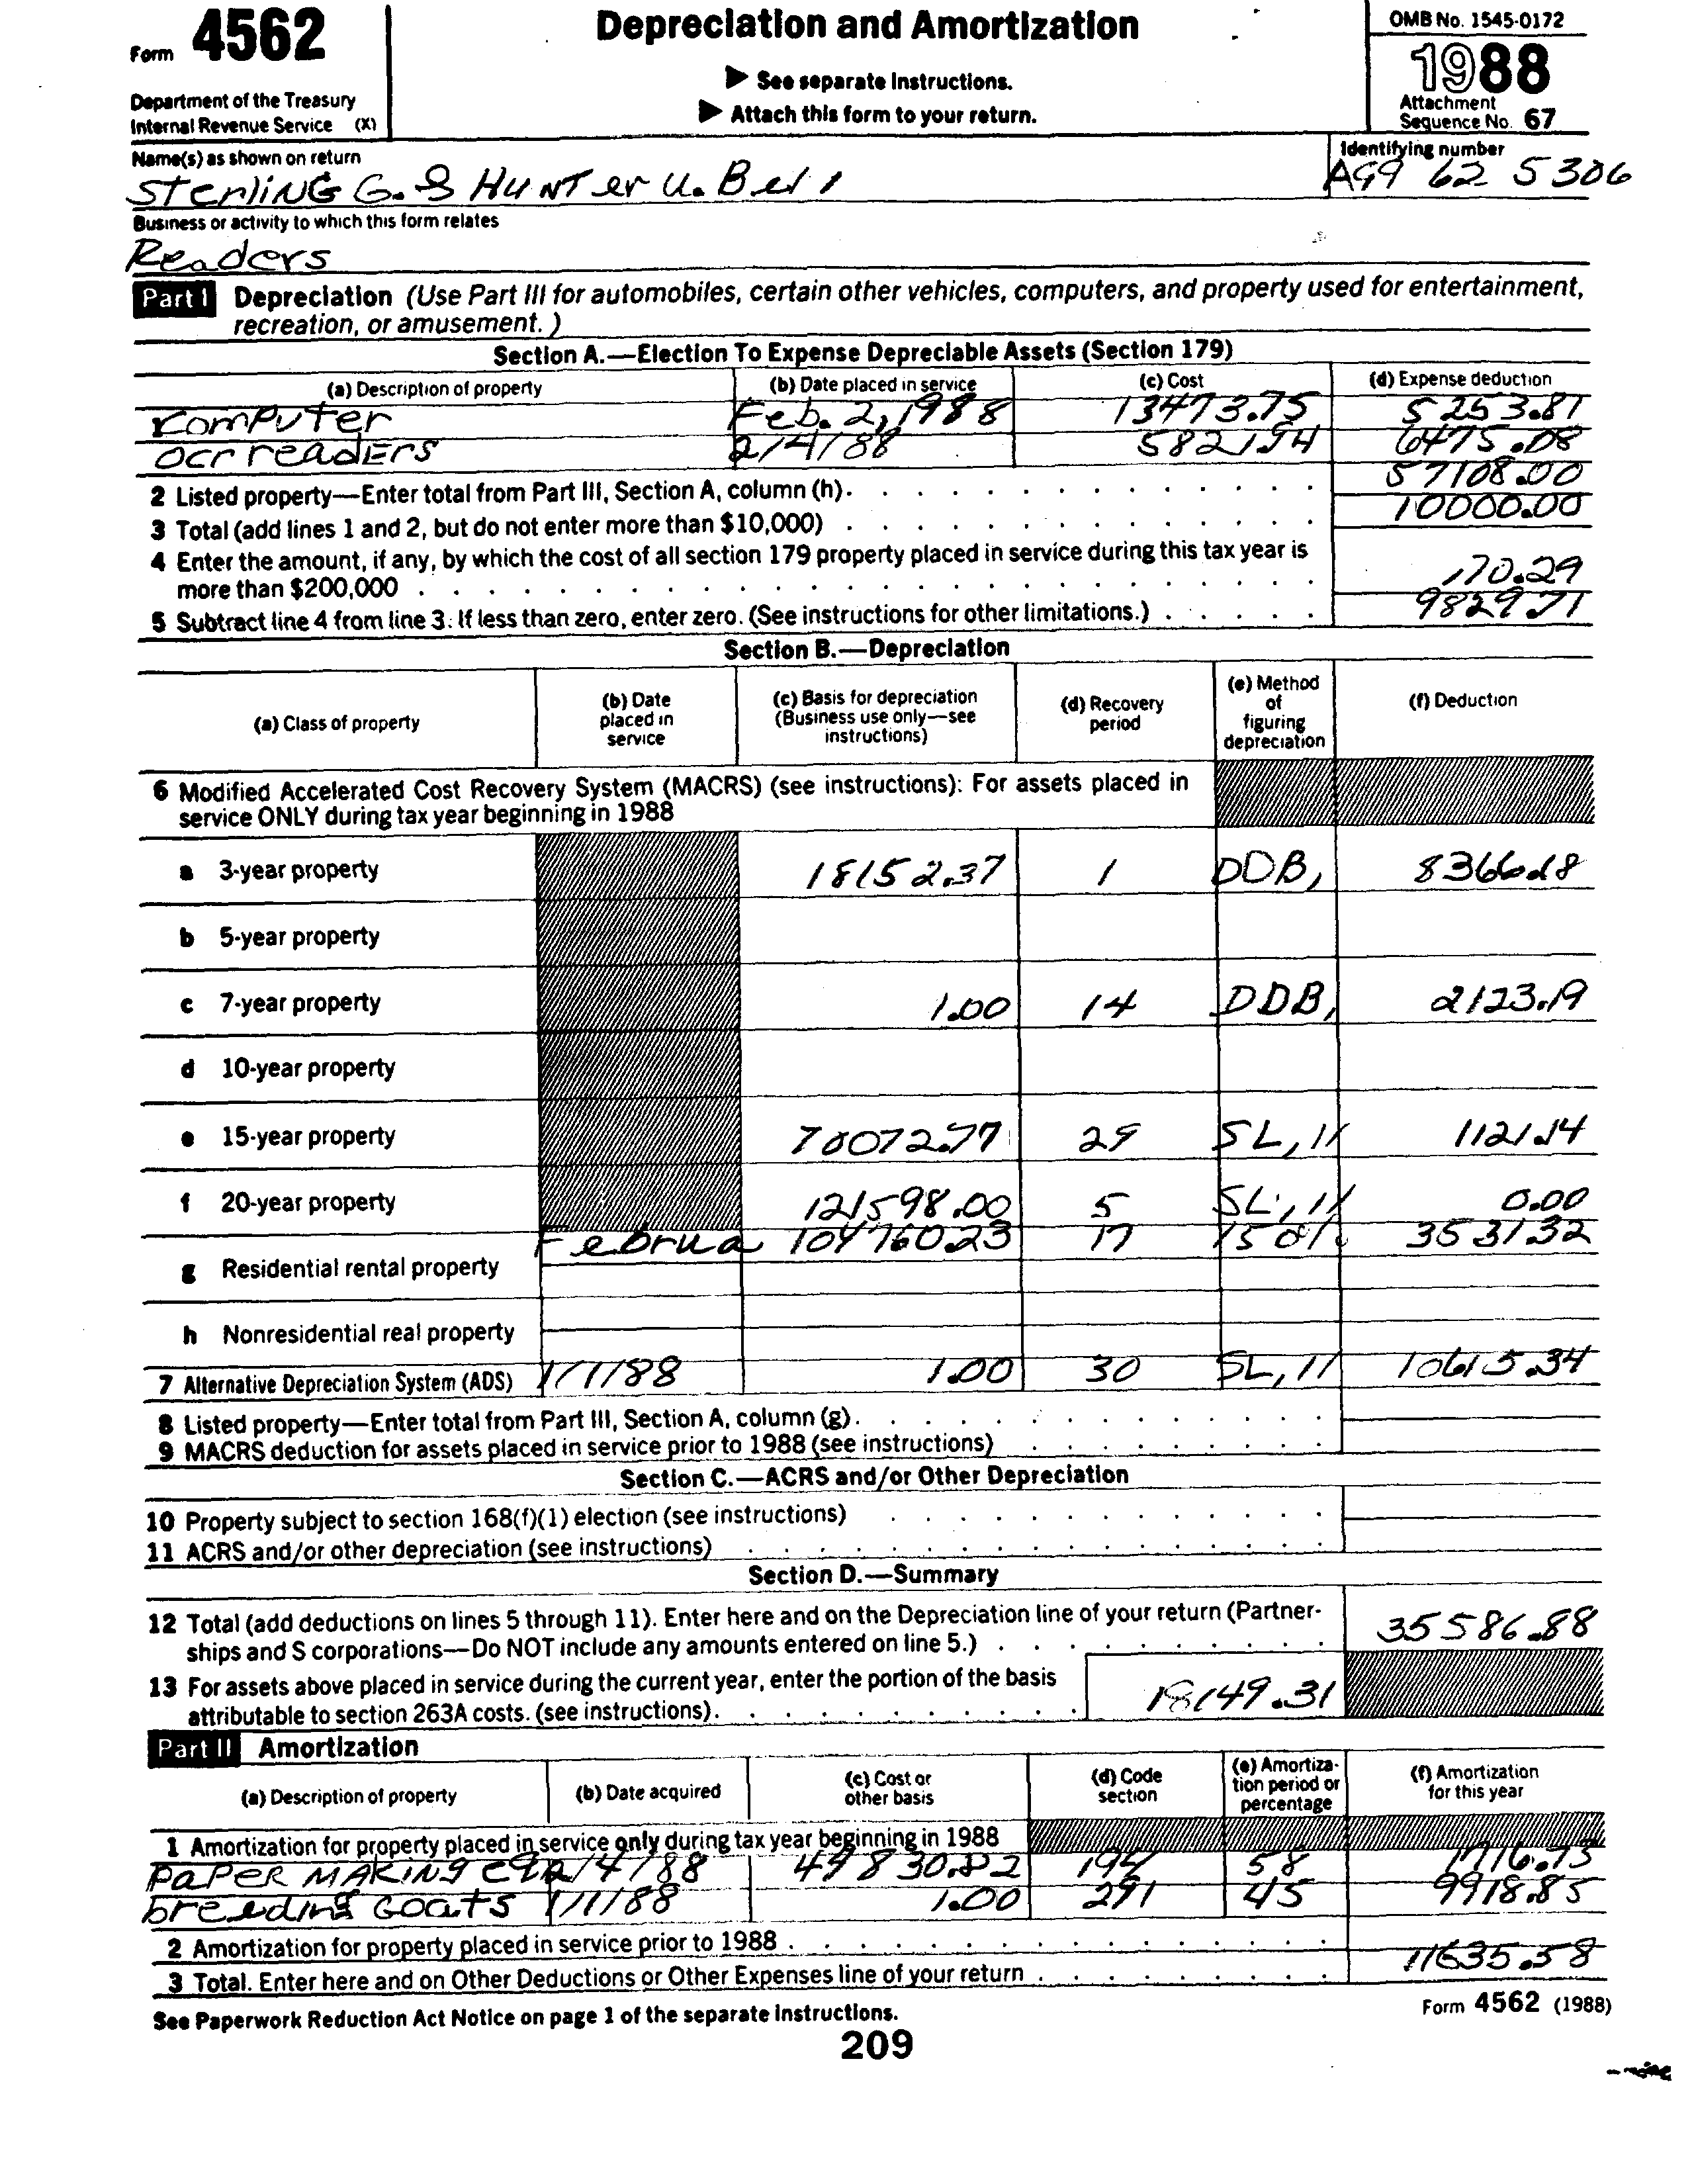 Form 4562
Depreciation and Amortization
OMB No. 1545-0172
1988
▶ See separate Instructions.
▶ Attach this form to your return.
Department of the Treasury
Internal Revenue Service (X)
Attachment
Sequence No. 67
Name(s) as shown on return
Identifying number
Sterling G. & Hunter U. Bell
A99 62 5306
Business or activity to which this form relates
Readers
Part I Depreciation (Use Part III for automobiles, certain other vehicles, computers, and property used for entertainment,
recreation, or amusement.)
Section A.—Election To Expense Depreciable Assets (Section 179)
(a) Description of property (b) Date placed in service (c) Cost (d) Expense deduction
Komputer Feb. 2, 1988 13473.75 5253.81
ocr readers 2/4/88 6475.08
2 Listed property—Enter total from Part III, Section A, column (h). 57108.00
3 Total (add lines 1 and 2, but do not enter more than $10,000) 10000.00
4 Enter the amount, if any, by which the cost of all section 179 property placed in service during this tax year is
more than $200,000 170.29
5 Subtract line 4 from line 3. If less than zero, enter zero. (See instructions for other limitations.) 9829.71
Section B.—Depreciation
(a) Class of property (b) Date placed in service (c) Basis for depreciation (Business use only—see instructions) (d) Recovery period (e) Method of figuring depreciation (f) Deduction
6 Modified Accelerated Cost Recovery System (MACRS) (see instructions): For assets placed in
service ONLY during tax year beginning in 1988
a 3-year property 18152.37 1 DDB, 8366.18
b 5-year property
c 7-year property 1.00 14 DDB, 2123.19
d 10-year property
e 15-year property 78072.77 29 SL, 11 1121.14
f 20-year property 121598.00 5 SL, 11 0.00
Februa 104760.23 17 150% 3531.32
g Residential rental property
h Nonresidential real property
7 Alternative Depreciation System (ADS) 1/1/88 1.00 30 SL, 11 10615.34
8 Listed property—Enter total from Part III, Section A, column (g).
9 MACRS deduction for assets placed in service prior to 1988 (see instructions)
Section C.—ACRS and/or Other Depreciation
10 Property subject to section 168(f)(1) election (see instructions)
11 ACRS and/or other depreciation (see instructions)
Section D.—Summary
12 Total (add deductions on lines 5 through 11). Enter here and on the Depreciation line of your return (Partner-
ships and S corporations—Do NOT include any amounts entered on line 5.) 35586.88
13 For assets above placed in service during the current year, enter the portion of the basis
attributable to section 263A costs. (see instructions). 18149.31
Part II Amortization
(a) Description of property (b) Date acquired (c) Cost or other basis (d) Code section (e) Amortization period or percentage (f) Amortization for this year
1 Amortization for property placed in service only during tax year beginning in 1988
PAPER MAKING 2/4/88 49830.82 194 58 1716.73
breeding Goats 1/1/88 1.00 291 45 9918.85
2 Amortization for property placed in service prior to 1988
3 Total. Enter here and on Other Deductions or Other Expenses line of your return 11635.58
See Paperwork Reduction Act Notice on page 1 of the separate instructions.
Form 4562 (1988)
209